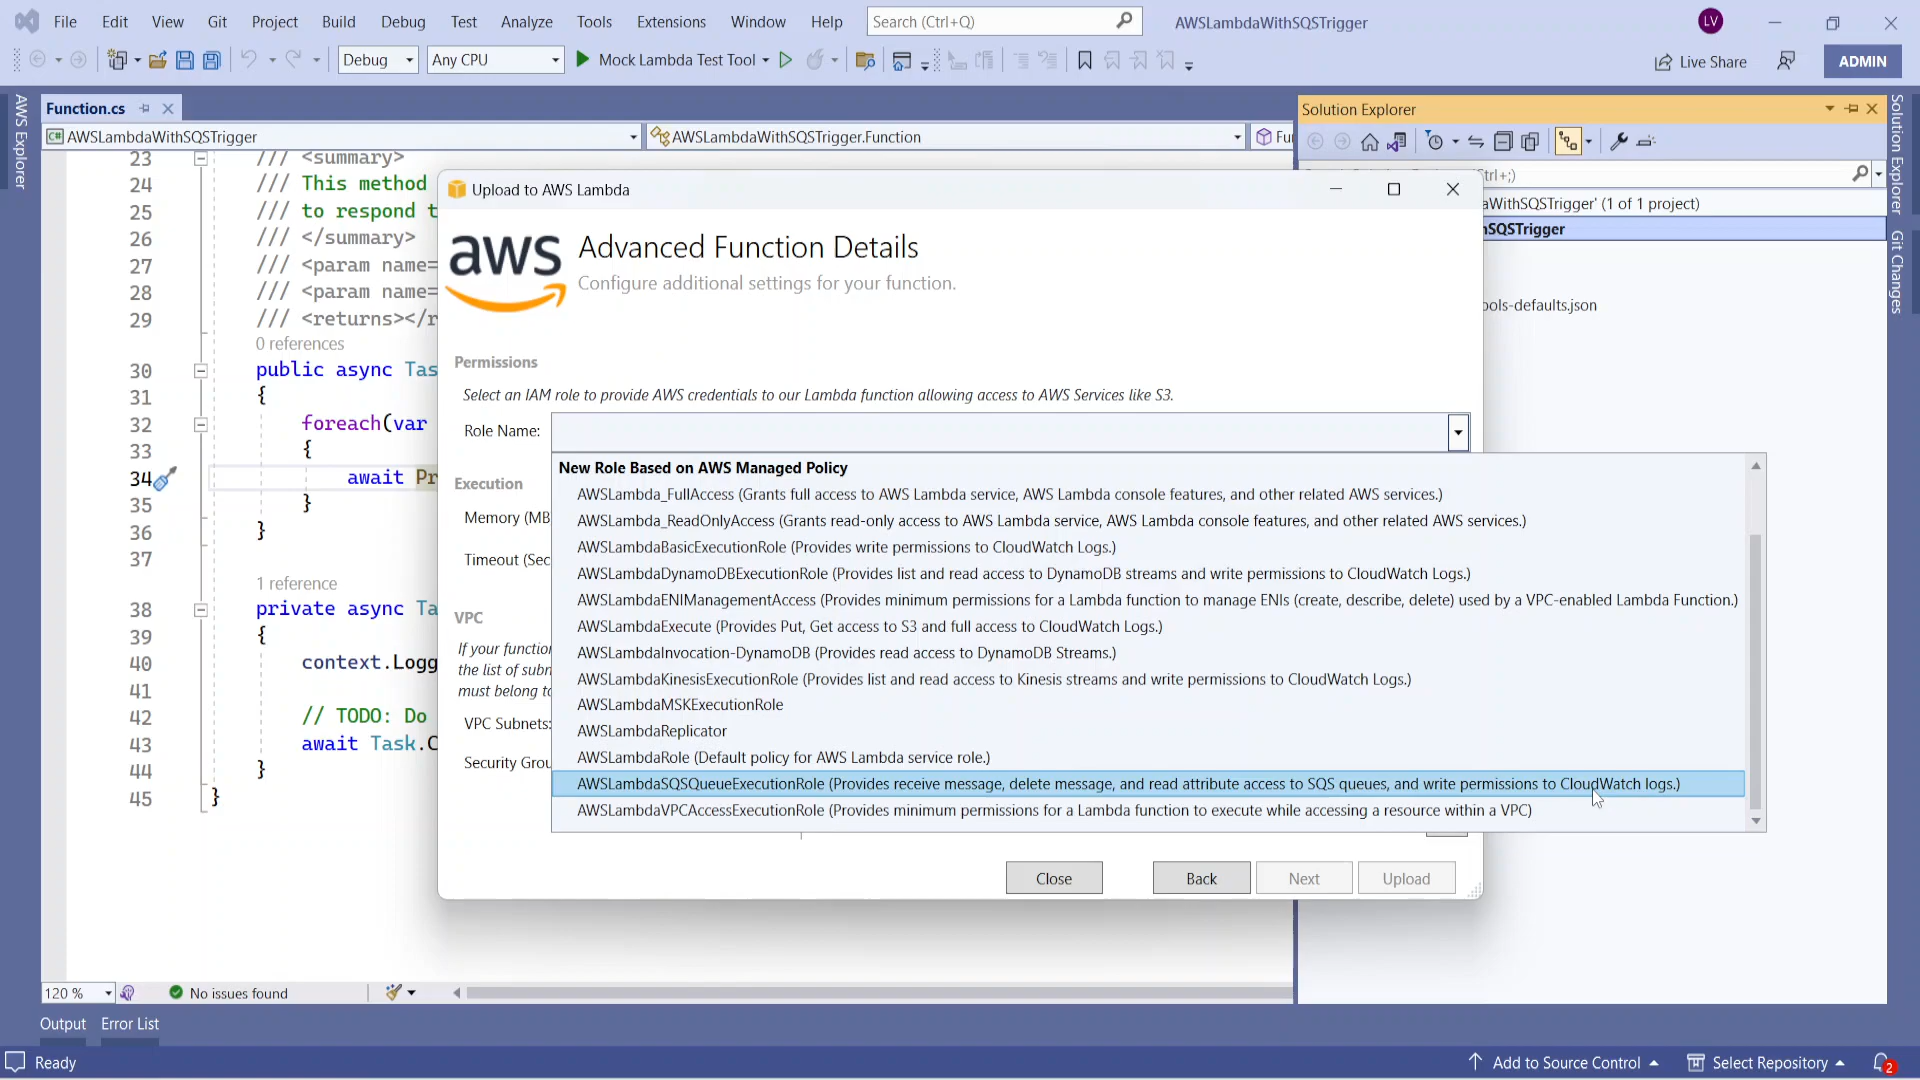 File Edit View Git Project Build Debug Test Analyze Tools Extensions Window Help Search (Ctrl+Q) AWSLambdaWithSQSTrigger LV
Debug Any CPU Mock Lambda Test Tool Live Share ADMIN
AWS Explorer
Function.cs
AWSLambdaWithSQSTrigger AWSLambdaWithSQSTrigger.Function
23 /// <summary>
24 /// This method
25 /// to respond t
26 /// </summary>
27 /// <param name=
28 /// <param name=
29 /// <returns></r
0 references
30 public async Tas
31 {
32 foreach(var
33 {
34 await Pr
35 }
36 }
37
1 reference
38 private async Ta
39 {
40 context.Logg
41
42 // TODO: Do
43 await Task.C
44 }
45 }
Upload to AWS Lambda
aws
Advanced Function Details
Configure additional settings for your function.
Permissions
Select an IAM role to provide AWS credentials to our Lambda function allowing access to AWS Services like S3.
Role Name:
New Role Based on AWS Managed Policy
AWSLambda_FullAccess (Grants full access to AWS Lambda service, AWS Lambda console features, and other related AWS services.)
AWSLambda_ReadOnlyAccess (Grants read-only access to AWS Lambda service, AWS Lambda console features, and other related AWS services.)
AWSLambdaBasicExecutionRole (Provides write permissions to CloudWatch Logs.)
AWSLambdaDynamoDBExecutionRole (Provides list and read access to DynamoDB streams and write permissions to CloudWatch Logs.)
AWSLambdaENIManagementAccess (Provides minimum permissions for a Lambda function to manage ENIs (create, describe, delete) used by a VPC-enabled Lambda Function.)
AWSLambdaExecute (Provides Put, Get access to S3 and full access to CloudWatch Logs.)
AWSLambdaInvocation-DynamoDB (Provides read access to DynamoDB Streams.)
AWSLambdaKinesisExecutionRole (Provides list and read access to Kinesis streams and write permissions to CloudWatch Logs.)
AWSLambdaMSKExecutionRole
AWSLambdaReplicator
AWSLambdaRole (Default policy for AWS Lambda service role.)
AWSLambdaSQSQueueExecutionRole (Provides receive message, delete message, and read attribute access to SQS queues, and write permissions to CloudWatch logs.)
AWSLambdaVPCAccessExecutionRole (Provides minimum permissions for a Lambda function to execute while accessing a resource within a VPC)
Execution
Memory (MB
Timeout (Sec
VPC
If your function
the list of subn
must belong to
VPC Subnets:
Security Grou
Close Back Next Upload
Solution Explorer
trl+;)
aWithSQSTrigger' (1 of 1 project)
hSQSTrigger
ools-defaults.json
Solution Explorer
Git Changes
120 % No issues found
Output Error List
Ready Add to Source Control Select Repository 2